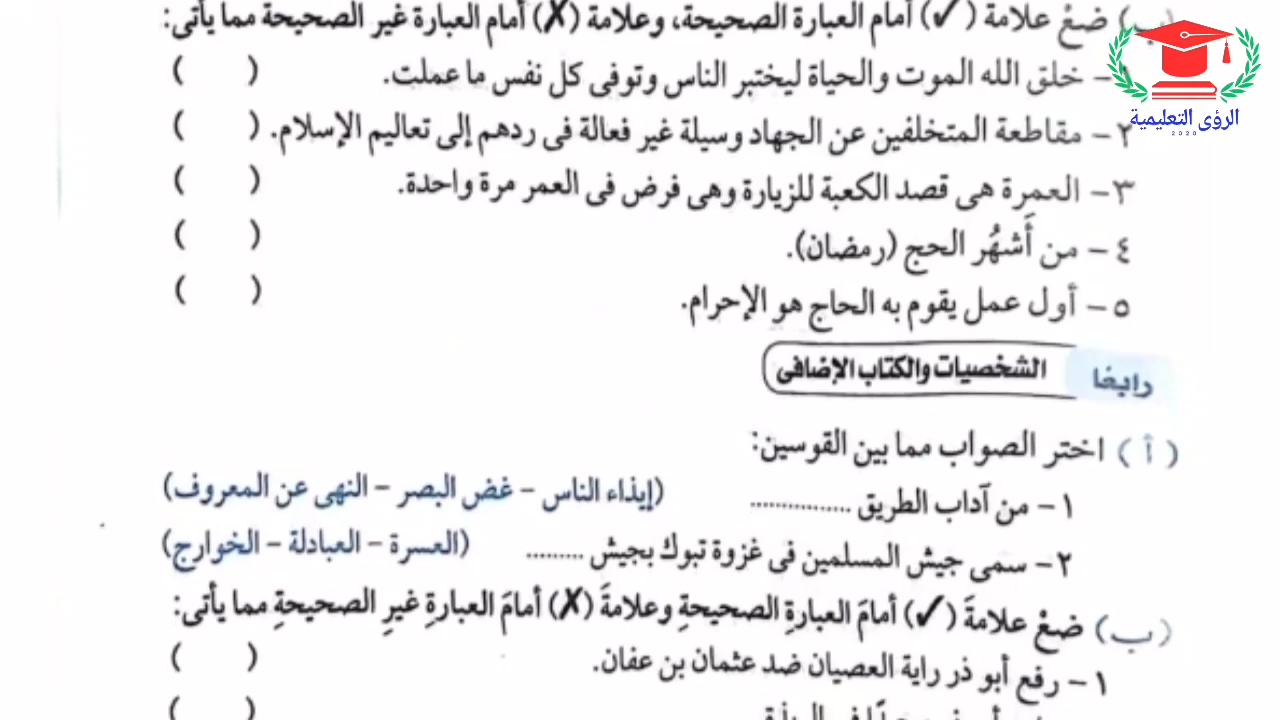 (ب) ضعْ علامة (✓) أمام العبارة الصحيحة، وعلامة (✗) أمام العبارة غير الصحيحة مما يأتى:
١- خلق الله الموت والحياة ليختبر الناس وتوفى كل نفس ما عملت. ( )
٢- مقاطعة المتخلفين عن الجهاد وسيلة غير فعالة فى ردهم إلى تعاليم الإسلام. ( )
٣- العمرة هى قصد الكعبة للزيارة وهى فرض فى العمر مرة واحدة. ( )
٤- من أَشهُر الحج (رمضان). ( )
٥- أول عمل يقوم به الحاج هو الإحرام. ( )
الرؤى التعليمية
2020
رابعًا الشخصيات والكتاب الإضافى
(أ) اختر الصواب مما بين القوسين:
١- من آداب الطريق ............... (إيذاء الناس - غض البصر - النهى عن المعروف)
٢- سمى جيش المسلمين فى غزوة تبوك بجيش ......... (العسرة - العبادلة - الخوارج)
(ب) ضعْ علامةَ (✓) أمامَ العبارةِ الصحيحةِ وعلامةَ (✗) أمامَ العبارةِ غيرِ الصحيحةِ مما يأتى:
١- رفع أبو ذر راية العصيان ضد عثمان بن عفان. ( )